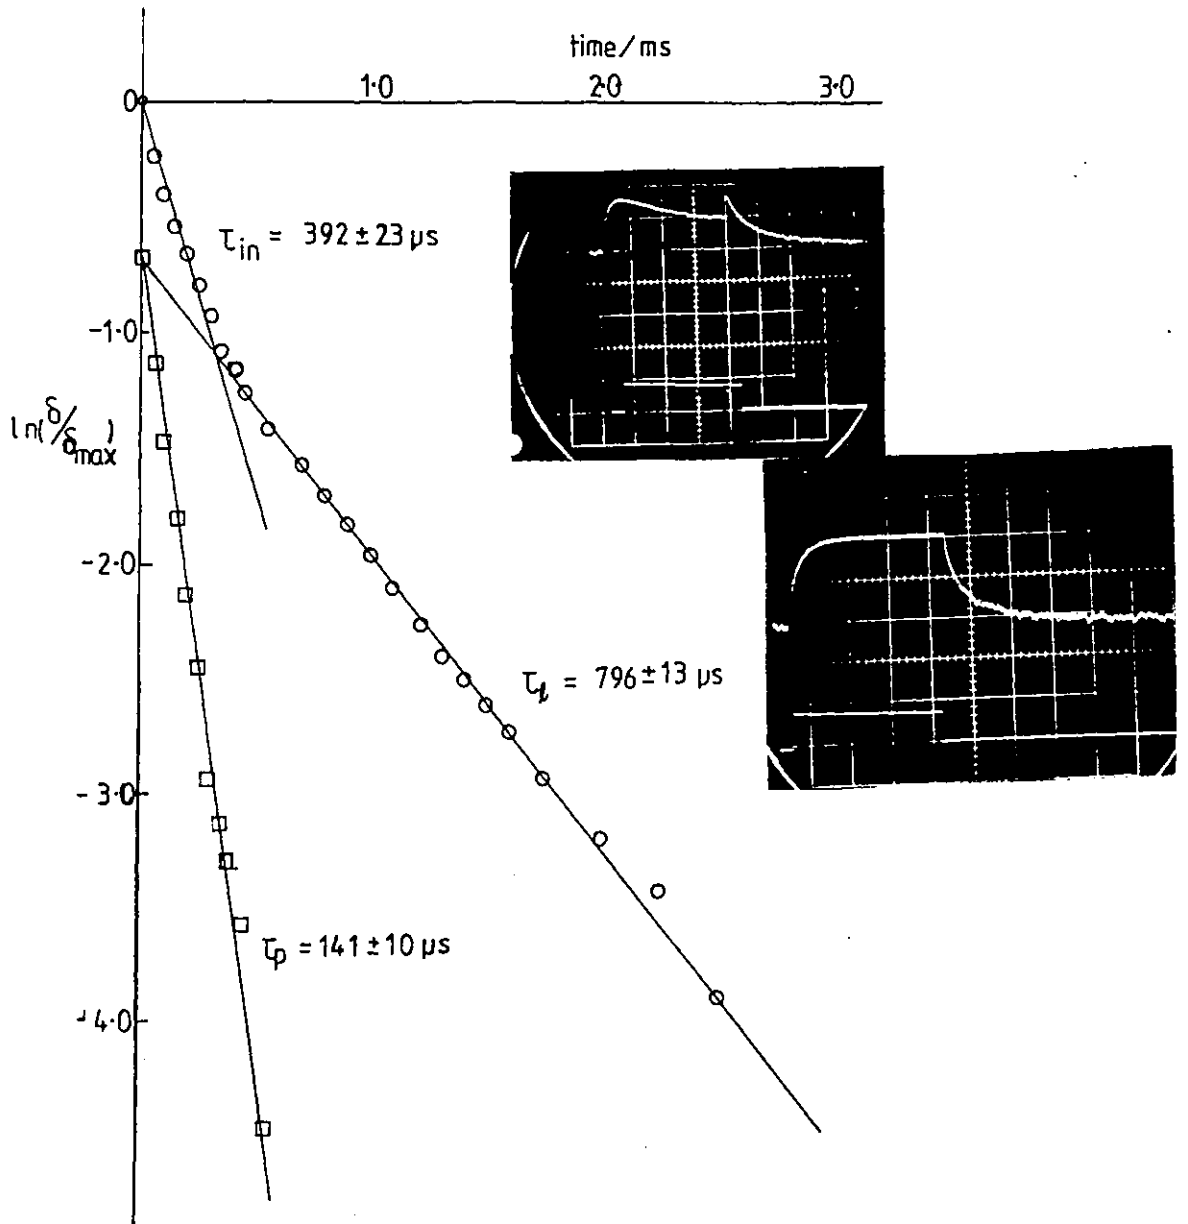 time/ms
1·0
2·0
3·0
0
τin = 392±23 μs
-1·0
ln(δ/δmax)
-2·0
τℓ = 796±13 μs
-3·0
τp = 141±10 μs
-4·0